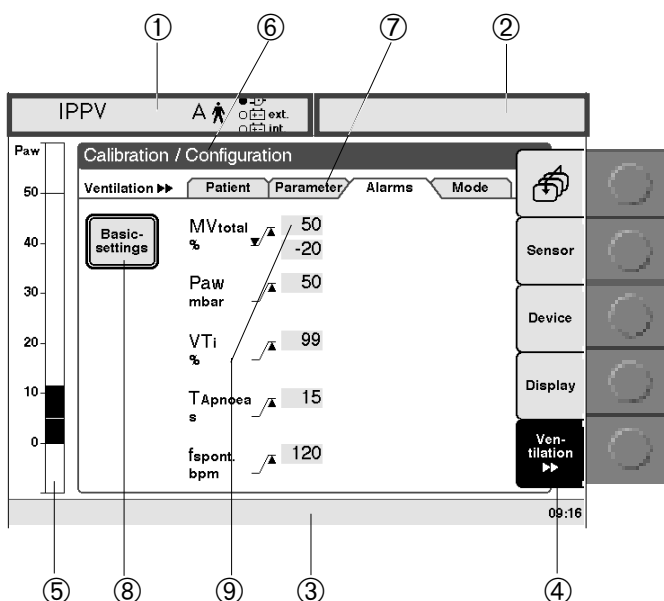 ① ⑥ ⑦ ②
IPPV A ext.
int
Paw Calibration / Configuration
Ventilation ▶▶ Patient Parameter Alarms Mode
50
40
30
20
10
0
Basic-
settings
MVtotal
%
50
-20
Paw
mbar
50
VTi
%
99
TApnoea
s
15
fspont.
bpm
120
Sensor
Device
Display
Ven-
tilation
▶▶
09:16
⑤ ⑧ ⑨ ③ ④